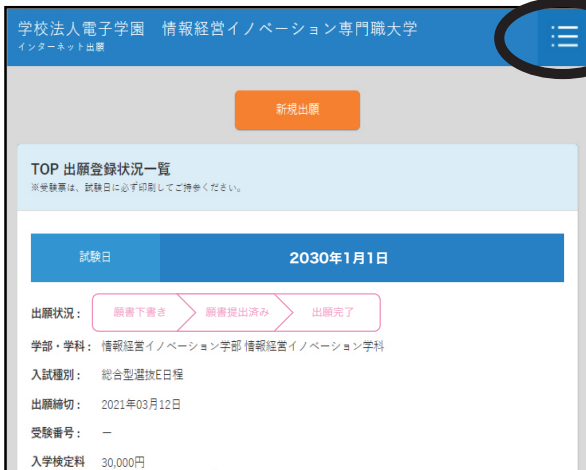 学校法人電子学園　情報経営イノベーション専門職大学
インターネット出願
新規出願
TOP 出願登録状況一覧
※受験票は、試験日に必ず印刷してご持参ください。
試験日 2030年1月1日
出願状況： 願書下書き 願書提出済み 出願完了
学部・学科： 情報経営イノベーション学部 情報経営イノベーション学科
入試種別： 総合型選抜E日程
出願締切： 2021年03月12日
受験番号： —
入学検定料 30,000円